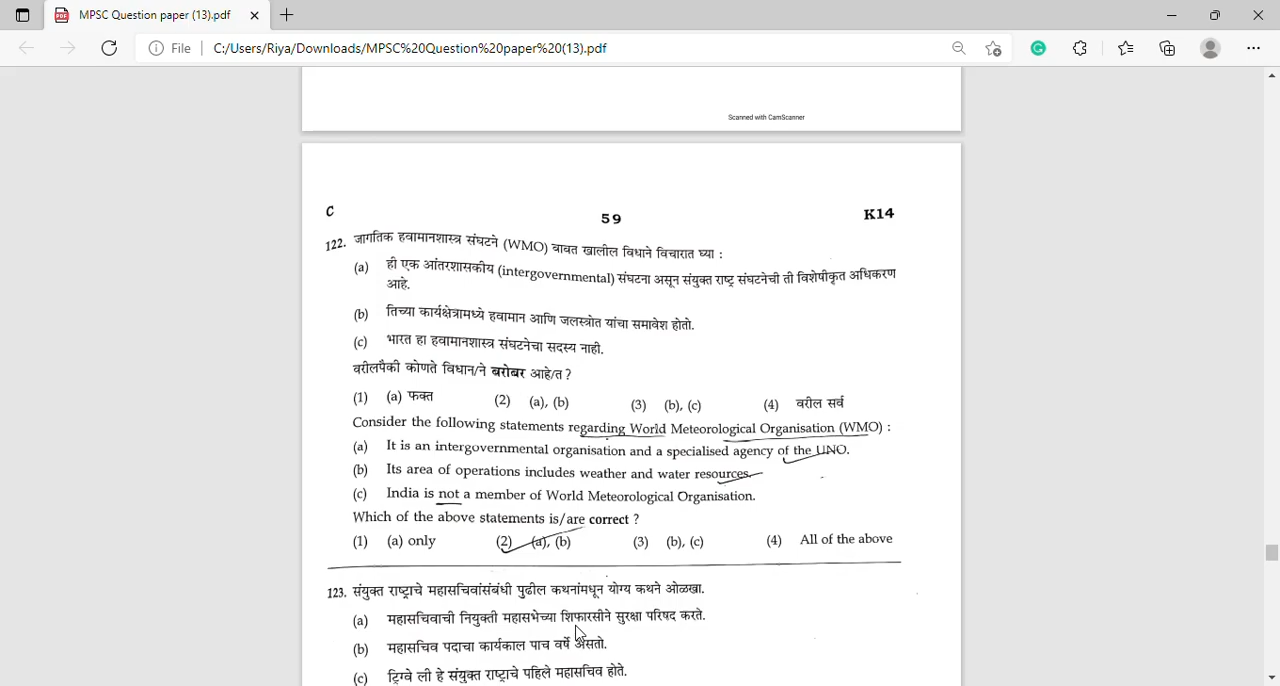 MPSC Question paper (13).pdf
File
C:/Users/Riya/Downloads/MPSC%20Question%20paper%20(13).pdf
Scanned with CamScanner
C 59 K14
122. जागतिक हवामानशास्त्र संघटने (WMO) बाबत खालील विधाने विचारात घ्या :
(a) ही एक आंतरशासकीय (intergovernmental) संघटना असून संयुक्त राष्ट्र संघटनेची ती विशेषीकृत अधिकरण
आहे.
(b) तिच्या कार्यक्षेत्रामध्ये हवामान आणि जलस्त्रोत यांचा समावेश होतो.
(c) भारत हा हवामानशास्त्र संघटनेचा सदस्य नाही.
वरीलपैकी कोणते विधान/ने बरोबर आहे/त ?
(1) (a) फक्त (2) (a), (b) (3) (b), (c) (4) वरील सर्व
Consider the following statements regarding World Meteorological Organisation (WMO) :
(a) It is an intergovernmental organisation and a specialised agency of the UNO.
(b) Its area of operations includes weather and water resources.
(c) India is not a member of World Meteorological Organisation.
Which of the above statements is/are correct ?
(1) (a) only (2) (a), (b) (3) (b), (c) (4) All of the above
123. संयुक्त राष्ट्राचे महासचिवांसंबंधी पुढील कथनांमधून योग्य कथने ओळखा.
(a) महासचिवाची नियुक्ती महासभेच्या शिफारसीने सुरक्षा परिषद करते.
(b) महासचिव पदाचा कार्यकाल पाच वर्षे असतो.
(c) ट्रिग्वे ली हे संयुक्त राष्ट्राचे पहिले महासचिव होते.